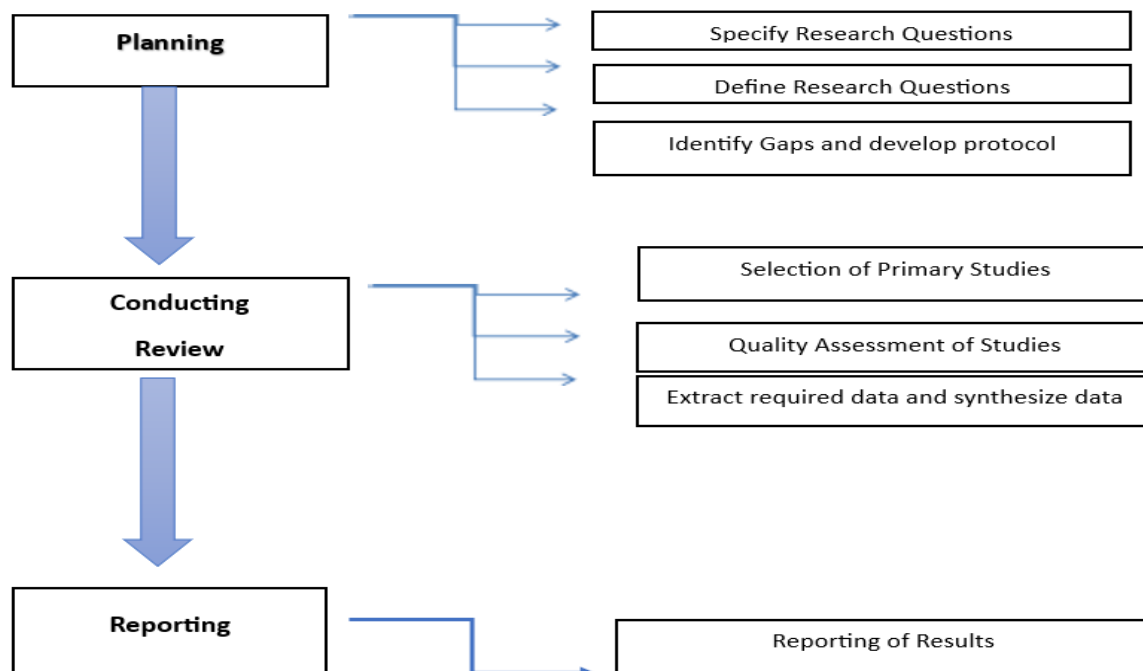 Planning
Specify Research Questions
Define Research Questions
Identify Gaps and develop protocol
Conducting
Review
Selection of Primary Studies
Quality Assessment of Studies
Extract required data and synthesize data
Reporting
Reporting of Results